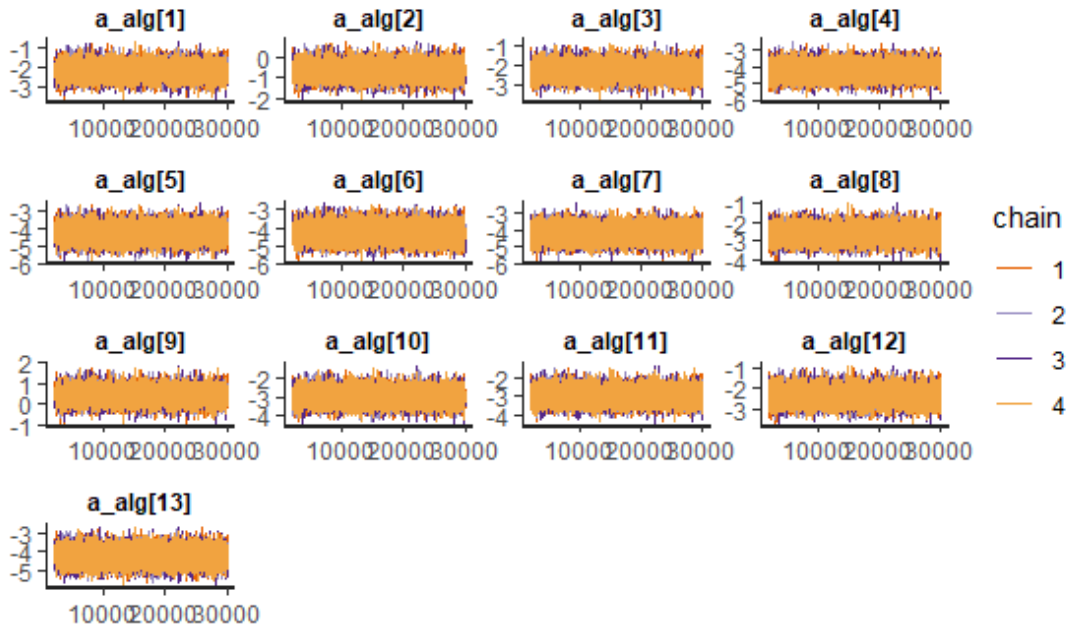 a_alg[1] a_alg[2] a_alg[3] a_alg[4]
-1 0 -1 -3
-2 -1 -2 -4
-3 -2 -3 -5
-6
10000 20000 30000 10000 20000 30000 10000 20000 30000 10000 20000 30000
a_alg[5] a_alg[6] a_alg[7] a_alg[8]
-3 -3 -3 -1
-4 -4 -4 -2
-5 -5 -5 -3
-6 -6 -6 -4
10000 20000 30000 10000 20000 30000 10000 20000 30000 10000 20000 30000
chain
1
2
3
4
a_alg[9] a_alg[10] a_alg[11] a_alg[12]
2 -2 -2 -1
1 -3 -3 -2
0 -4 -4 -3
-1
10000 20000 30000 10000 20000 30000 10000 20000 30000 10000 20000 30000
a_alg[13]
-3
-4
-5
10000 20000 30000